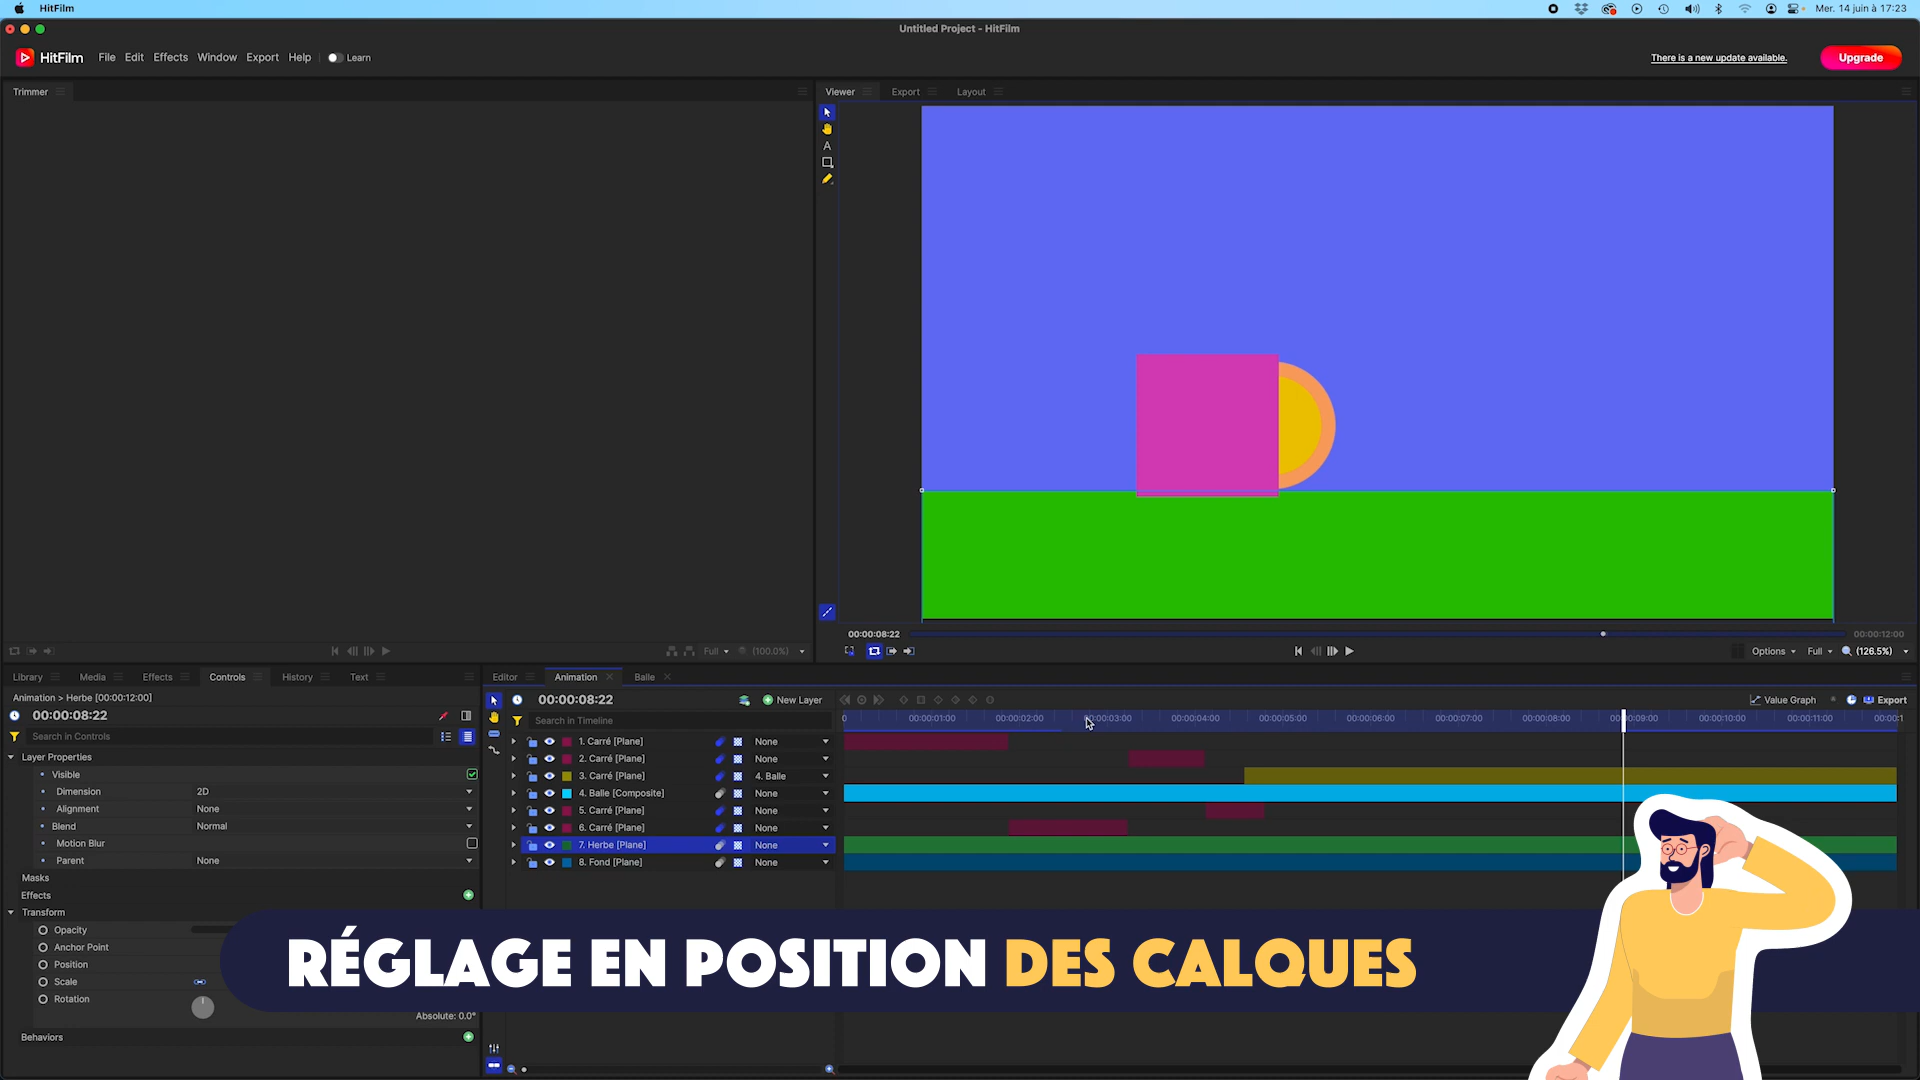 HitFilm
Mer. 14 juin à 17:23
Untitled Project - HitFilm
HitFilm File Edit Effects Window Export Help Learn
There is a new update available.
Upgrade
Trimmer
Viewer Export Layout
A
00:00:08:22
00:00:12:00
Full (100.0%)
Options Full (126.5%)
Library Media Effects Controls History Text
Editor Animation Balle
Animation > Herbe [00:00:12:00]
00:00:08:22
Search in Controls
Layer Properties
Visible
Dimension 2D
Alignment None
Blend Normal
Motion Blur
Parent None
Masks
Effects
Transform
Opacity
Anchor Point
Position
Scale
Rotation
Absolute: 0.0°
Behaviors
00:00:08:22
New Layer
Value Graph
Export
Search in Timeline
0 00:00:01:00 00:00:02:00 00:00:03:00 00:00:04:00 00:00:05:00 00:00:06:00 00:00:07:00 00:00:08:00 00:00:09:00 00:00:10:00 00:00:11:00 00:00:1
1. Carré [Plane] None
2. Carré [Plane] None
3. Carré [Plane] 4. Balle
4. Balle [Composite] None
5. Carré [Plane] None
6. Carré [Plane] None
7. Herbe [Plane] None
8. Fond [Plane] None
RÉGLAGE EN POSITION DES CALQUES